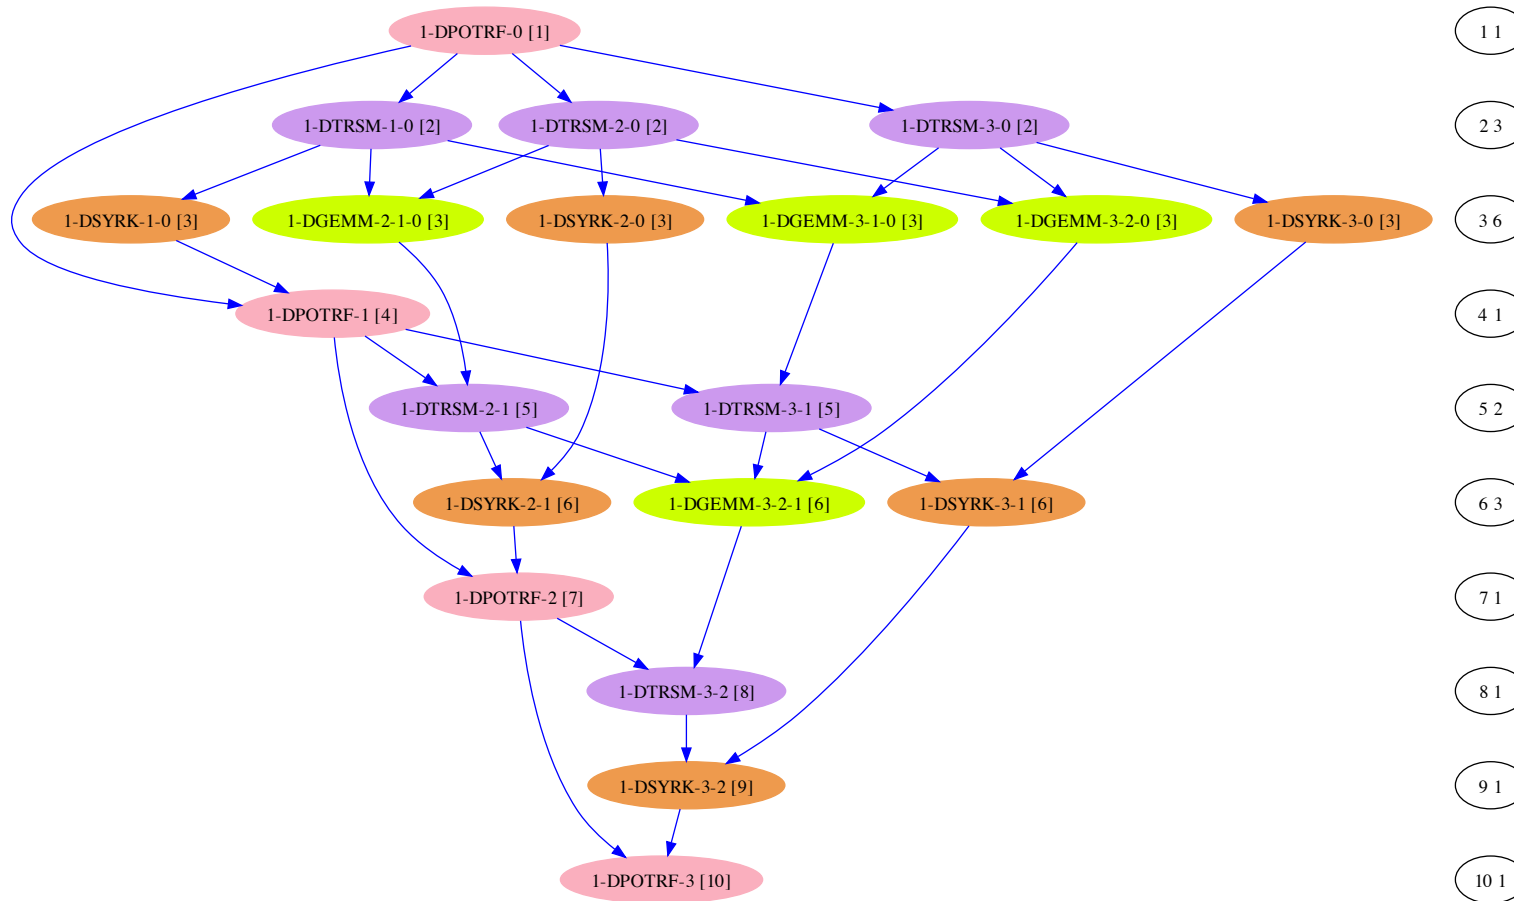 1-DPOTRF-0 [1]
1 1
1-DTRSM-1-0 [2]
1-DTRSM-2-0 [2]
1-DTRSM-3-0 [2]
2 3
1-DSYRK-1-0 [3]
1-DGEMM-2-1-0 [3]
1-DSYRK-2-0 [3]
1-DGEMM-3-1-0 [3]
1-DGEMM-3-2-0 [3]
1-DSYRK-3-0 [3]
3 6
1-DPOTRF-1 [4]
4 1
1-DTRSM-2-1 [5]
1-DTRSM-3-1 [5]
5 2
1-DSYRK-2-1 [6]
1-DGEMM-3-2-1 [6]
1-DSYRK-3-1 [6]
6 3
1-DPOTRF-2 [7]
7 1
1-DTRSM-3-2 [8]
8 1
1-DSYRK-3-2 [9]
9 1
1-DPOTRF-3 [10]
10 1